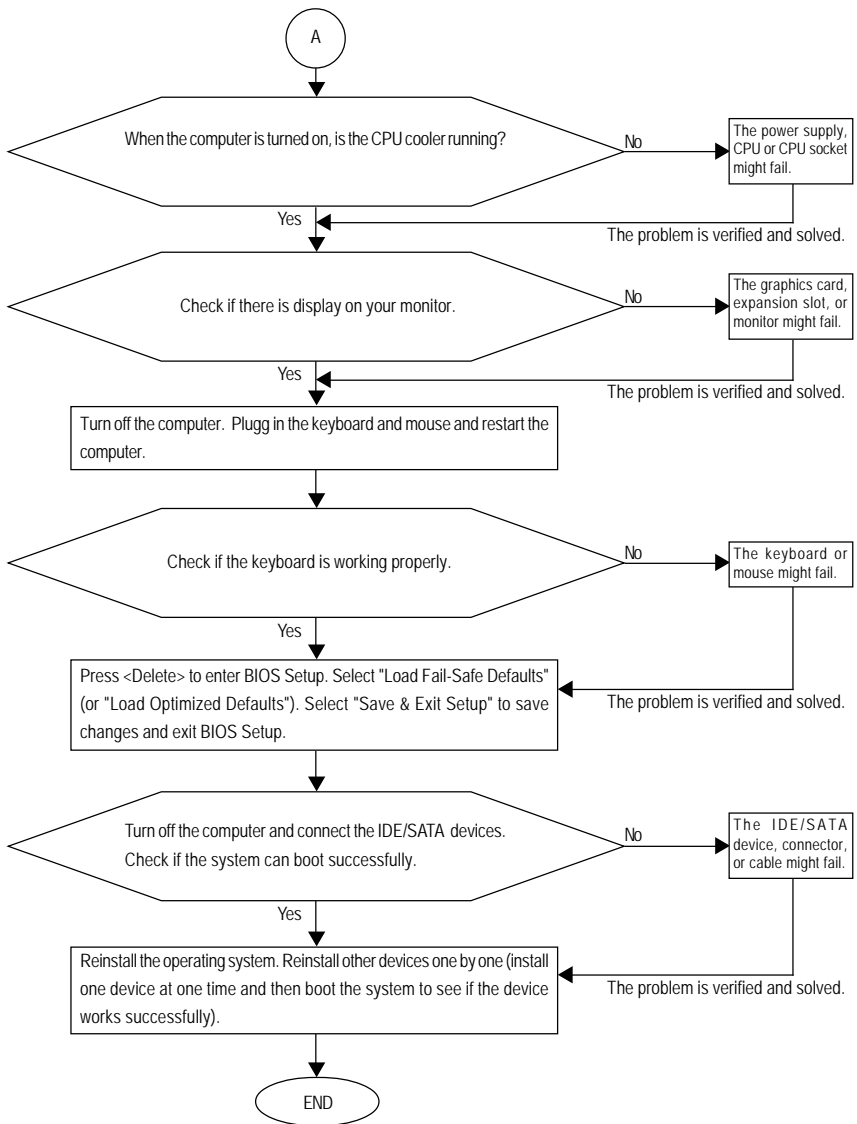 A
When the computer is turned on, is the CPU cooler running?
No
The power supply,
CPU or CPU socket
might fail.
Yes
The problem is verified and solved.
Check if there is display on your monitor.
No
The graphics card,
expansion slot, or
monitor might fail.
Yes
The problem is verified and solved.
Turn off the computer. Plugg in the keyboard and mouse and restart the
computer.
Check if the keyboard is working properly.
No
The keyboard or
mouse might fail.
Yes
Press <Delete> to enter BIOS Setup. Select "Load Fail-Safe Defaults"
(or "Load Optimized Defaults"). Select "Save & Exit Setup" to save
changes and exit BIOS Setup.
The problem is verified and solved.
Turn off the computer and connect the IDE/SATA devices.
Check if the system can boot successfully.
No
The IDE/SATA
device, connector,
or cable might fail.
Yes
Reinstall the operating system. Reinstall other devices one by one (install
one device at one time and then boot the system to see if the device
works successfully).
The problem is verified and solved.
END